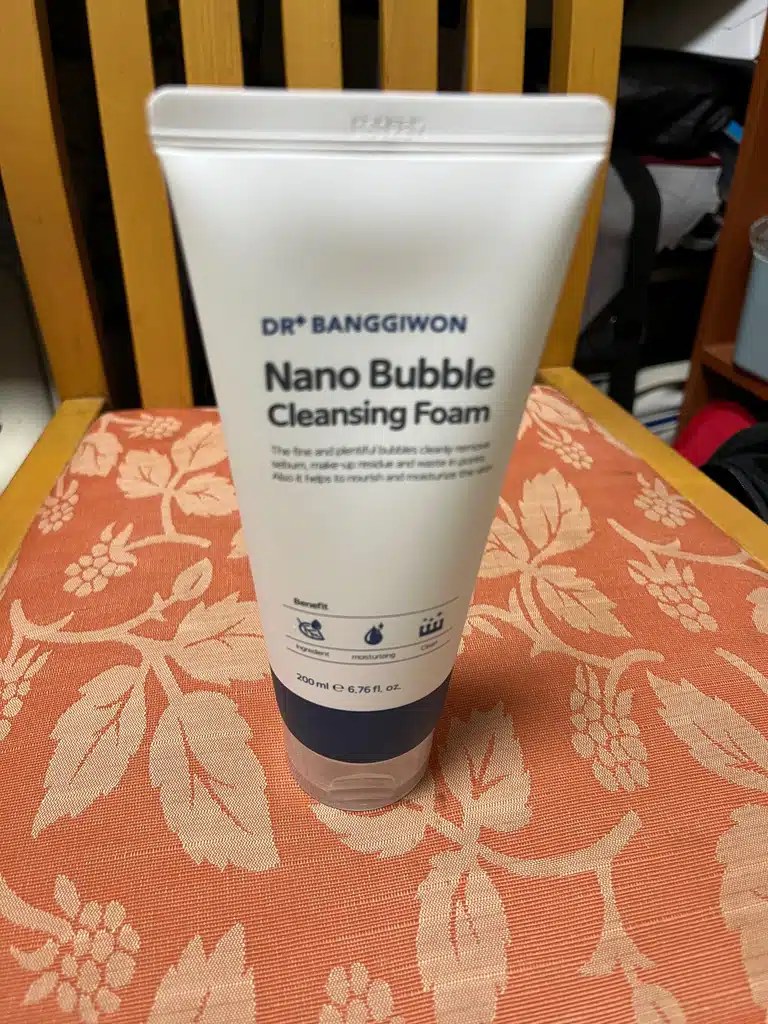 DR+ BANGGIWON
Nano Bubble
Cleansing Foam
The fine and plentiful bubbles cleanly remove
sebum, make-up residue and waste in pores.
Also it helps to nourish and moisturize the skin.
Benefit
Ingredient moisturizing Clean
200 ml ℮ 6.76 fl. oz.